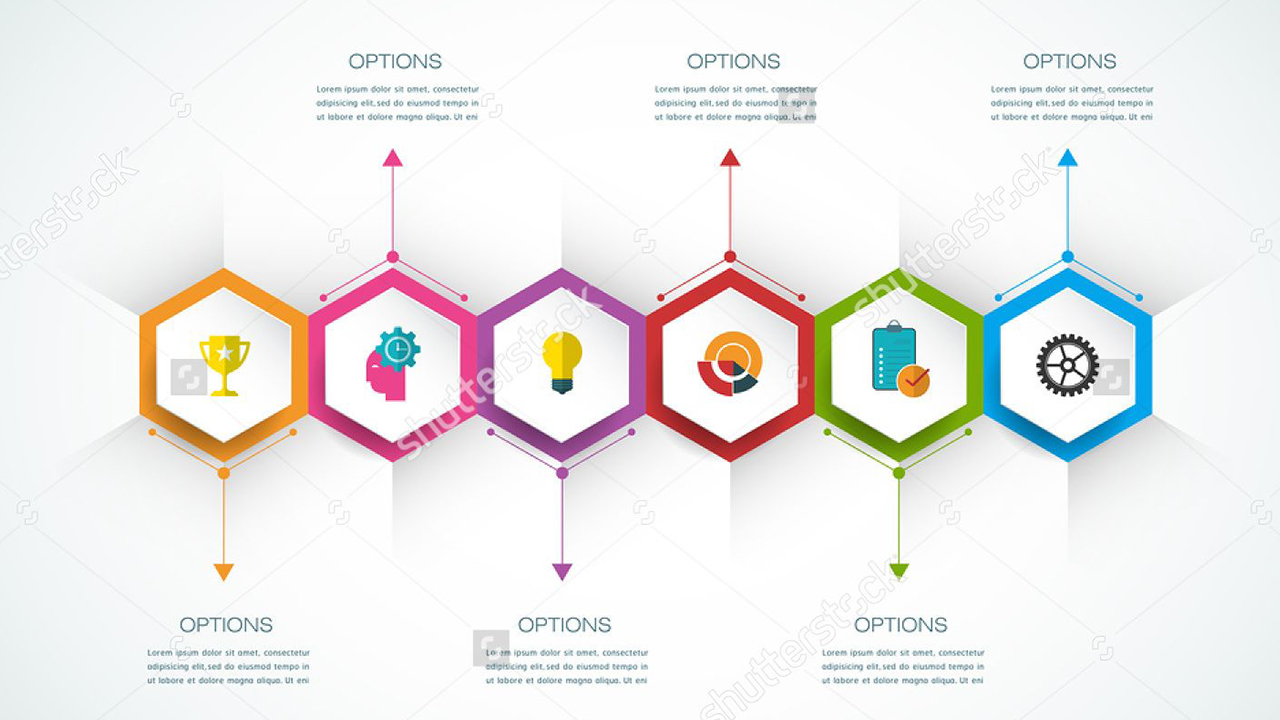 OPTIONS
Lorem ipsum dolor sit amet, consectetur
adipisicing elit,sed do eiusmod tempo in
ut labore et dolore magna aliqua. Ut eni
OPTIONS
Lorem ipsum dolor sit amet, consectetur
adipisicing elit,sed do eiusmod tempo in
ut labore et dolore magna aliqua. Ut eni
OPTIONS
Lorem ipsum dolor sit amet, consectetur
adipisicing elit,sed do eiusmod tempo in
ut labore et dolore magna aliqua. Ut eni
shutterstock
shutterstock
shutterstock
shutterstock
shutterstock
OPTIONS
Lorem ipsum dolor sit amet, consectetur
adipisicing elit,sed do eiusmod tempo in
ut labore et dolore magna aliqua. Ut eni
OPTIONS
Lorem ipsum dolor sit amet, consectetur
adipisicing elit,sed do eiusmod tempo in
ut labore et dolore magna aliqua. Ut eni
OPTIONS
Lorem ipsum dolor sit amet, consectetur
adipisicing elit,sed do eiusmod tempo in
ut labore et dolore magna aliqua. Ut eni